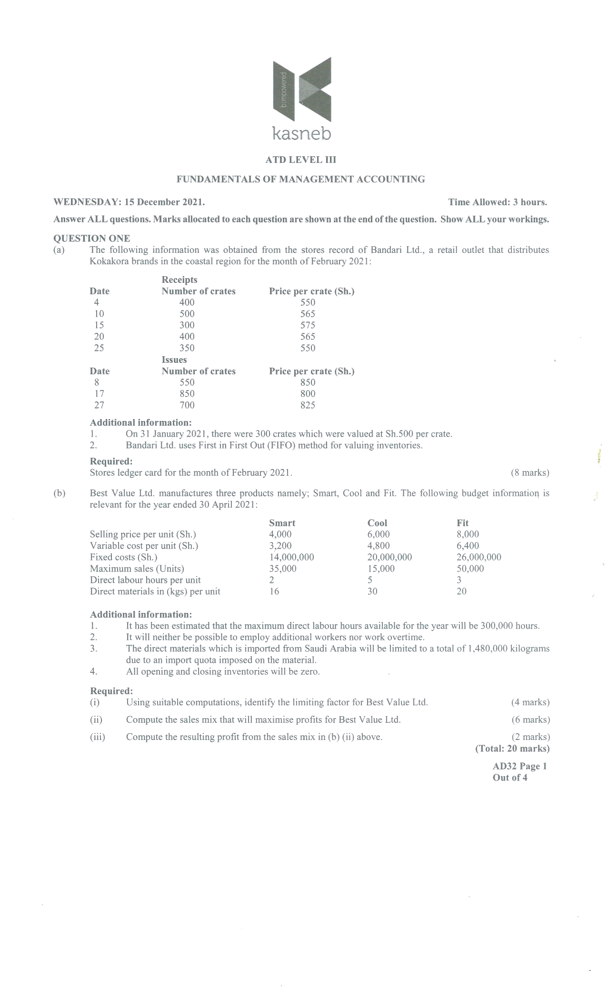 b=mpowered
kasneb
ATD LEVEL III
FUNDAMENTALS OF MANAGEMENT ACCOUNTING
WEDNESDAY: 15 December 2021. Time Allowed: 3 hours.
Answer ALL questions. Marks allocated to each question are shown at the end of the question. Show ALL your workings.
QUESTION ONE
(a) The following information was obtained from the stores record of Bandari Ltd., a retail outlet that distributes
Kokakora brands in the coastal region for the month of February 2021:
Receipts
Date Number of crates Price per crate (Sh.)
4 400 550
10 500 565
15 300 575
20 400 565
25 350 550
Issues
Date Number of crates Price per crate (Sh.)
8 550 850
17 850 800
27 700 825
Additional information:
1. On 31 January 2021, there were 300 crates which were valued at Sh.500 per crate.
2. Bandari Ltd. uses First in First Out (FIFO) method for valuing inventories.
Required:
Stores ledger card for the month of February 2021. (8 marks)
(b) Best Value Ltd. manufactures three products namely; Smart, Cool and Fit. The following budget information is
relevant for the year ended 30 April 2021:
Smart Cool Fit
Selling price per unit (Sh.) 4,000 6,000 8,000
Variable cost per unit (Sh.) 3,200 4,800 6,400
Fixed costs (Sh.) 14,000,000 20,000,000 26,000,000
Maximum sales (Units) 35,000 15,000 50,000
Direct labour hours per unit 2 5 3
Direct materials in (kgs) per unit 16 30 20
Additional information:
1. It has been estimated that the maximum direct labour hours available for the year will be 300,000 hours.
2. It will neither be possible to employ additional workers nor work overtime.
3. The direct materials which is imported from Saudi Arabia will be limited to a total of 1,480,000 kilograms
due to an import quota imposed on the material.
4. All opening and closing inventories will be zero.
Required:
(i) Using suitable computations, identify the limiting factor for Best Value Ltd. (4 marks)
(ii) Compute the sales mix that will maximise profits for Best Value Ltd. (6 marks)
(iii) Compute the resulting profit from the sales mix in (b) (ii) above. (2 marks)
(Total: 20 marks)
AD32 Page 1
Out of 4